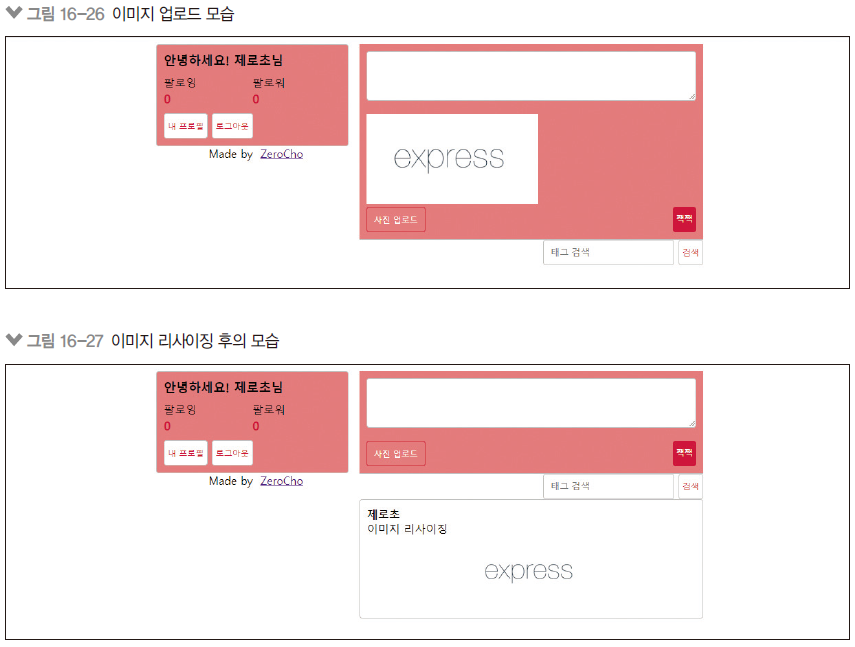 그림 16-26 이미지 업로드 모습
안녕하세요! 제로초님
팔로잉 팔로워
0 0
내 프로필 로그아웃
Made by ZeroCho
express
사진 업로드 짹짹
태그 검색 검색
그림 16-27 이미지 리사이징 후의 모습
안녕하세요! 제로초님
팔로잉 팔로워
0 0
내 프로필 로그아웃
Made by ZeroCho
사진 업로드 짹짹
태그 검색 검색
제로초
이미지 리사이징
express